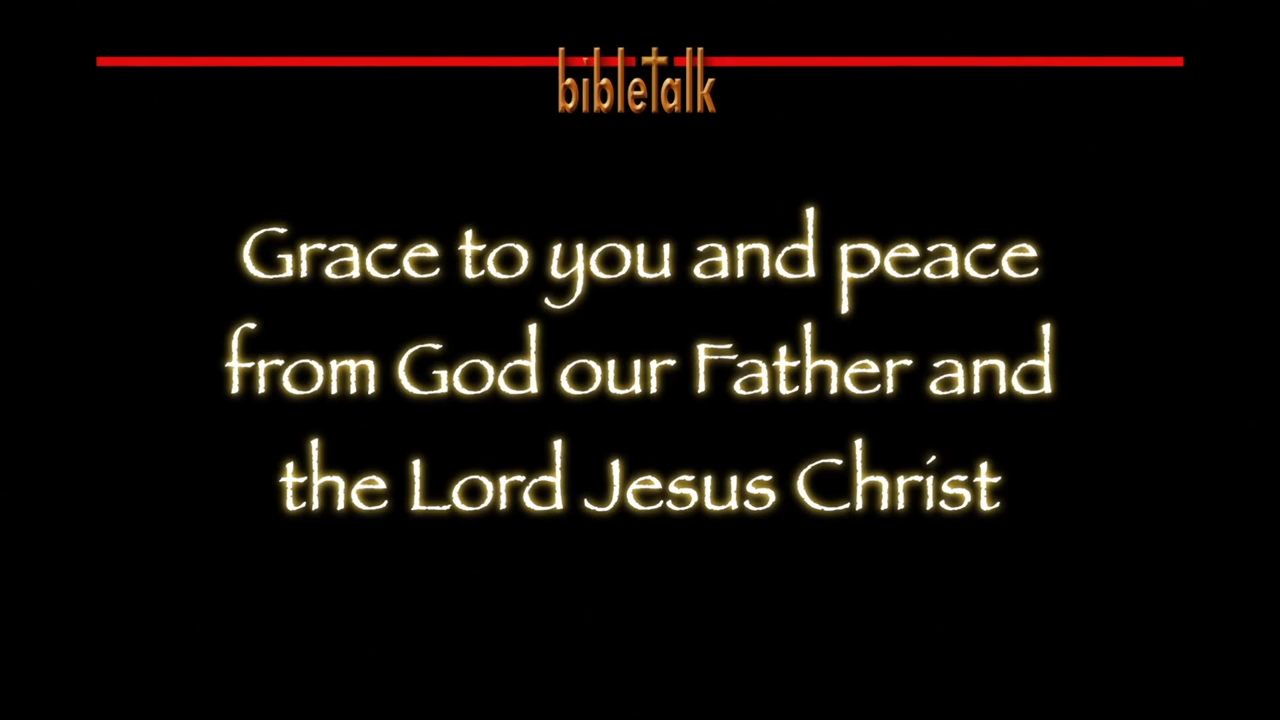 bibleTalk
Grace to you and peace
from God our Father and
the Lord Jesus Christ